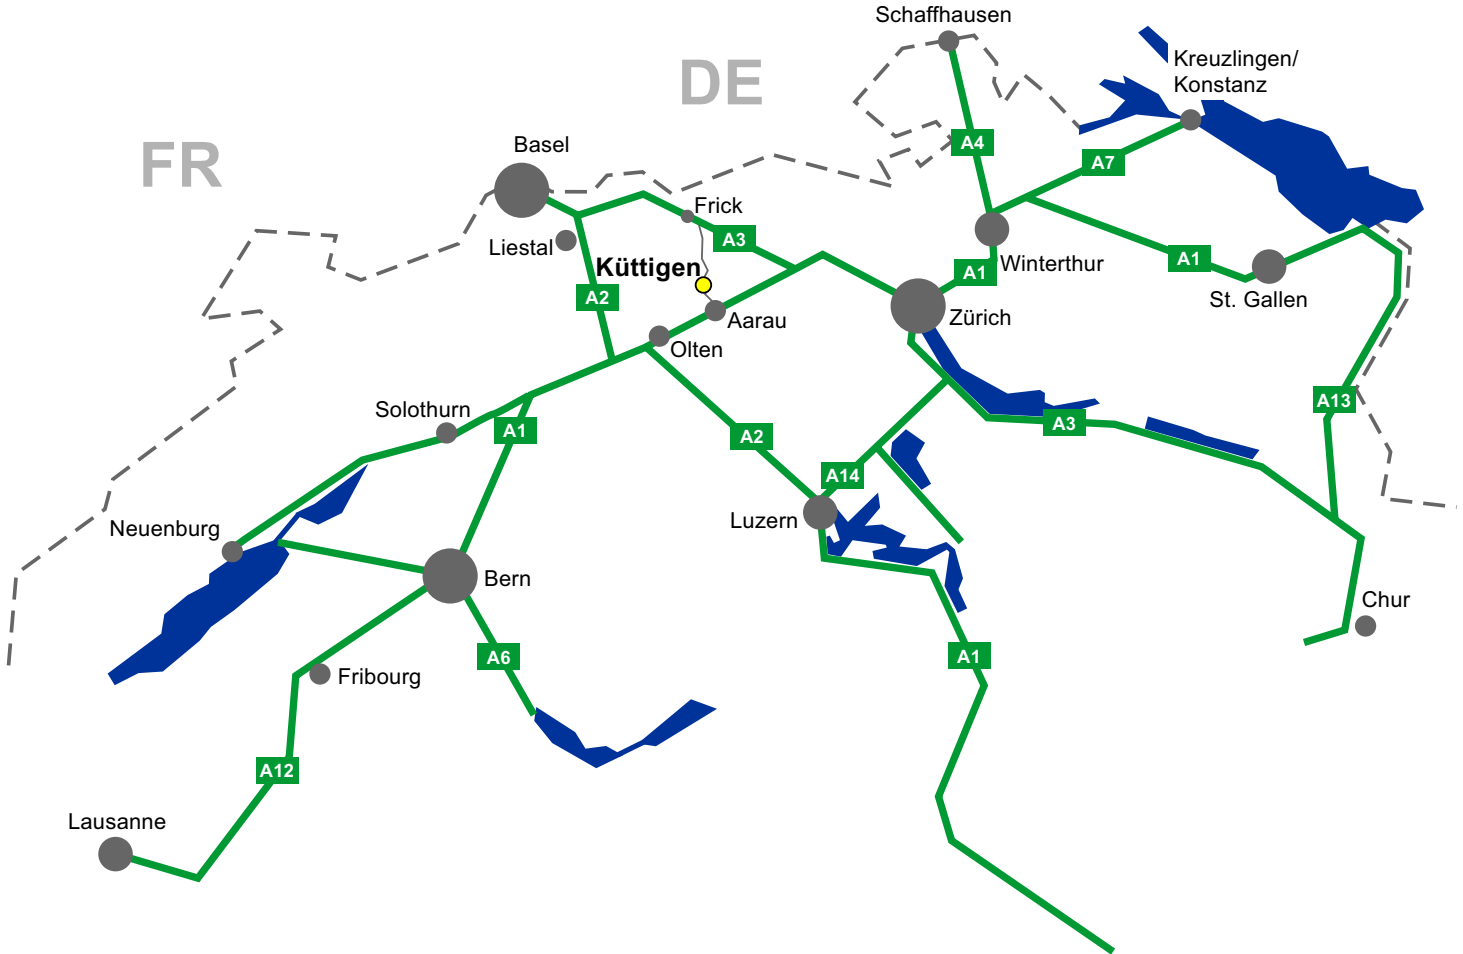 Schaffhausen
Kreuzlingen/
Konstanz
DE
FR
Basel
A4
A7
Frick
Liestal
A3
Winterthur
A1
A1
Küttigen
A2
St. Gallen
Aarau
Zürich
Olten
Solothurn
A1
A2
A3
A13
A14
Luzern
Neuenburg
Bern
Chur
A6
A1
Fribourg
A12
Lausanne